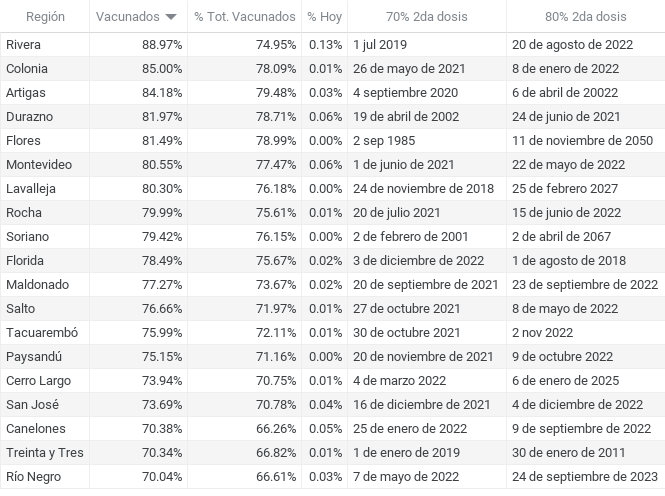 Región Vacunados % Tot. Vacunados % Hoy 70% 2da dosis 80% 2da dosis
Rivera 88.97% 74.95% 0.13% 1 jul 2019 20 de agosto de 2022
Colonia 85.00% 78.09% 0.01% 26 de mayo de 2021 8 de enero de 2022
Artigas 84.18% 79.48% 0.03% 4 septiembre 2020 6 de abril de 20022
Durazno 81.97% 78.71% 0.06% 19 de abril de 2002 24 de junio de 2021
Flores 81.49% 78.99% 0.00% 2 sep 1985 11 de noviembre de 2050
Montevideo 80.55% 77.47% 0.06% 1 de junio de 2021 22 de mayo de 2022
Lavalleja 80.30% 76.18% 0.00% 24 de noviembre de 2018 25 de febrero 2027
Rocha 79.99% 75.61% 0.01% 20 de julio 2021 15 de junio de 2022
Soriano 79.42% 76.15% 0.00% 2 de febrero de 2001 2 de abril de 2067
Florida 78.49% 75.67% 0.02% 3 de diciembre de 2022 1 de agosto de 2018
Maldonado 77.27% 73.67% 0.02% 20 de septiembre de 2021 23 de septiembre de 2022
Salto 76.66% 71.97% 0.01% 27 de octubre 2021 8 de mayo de 2022
Tacuarembó 75.99% 72.11% 0.01% 30 de octubre 2021 2 nov 2022
Paysandú 75.15% 71.16% 0.00% 20 de noviembre de 2021 9 de octubre 2022
Cerro Largo 73.94% 70.75% 0.01% 4 de marzo 2022 6 de enero de 2025
San José 73.69% 70.78% 0.04% 16 de diciembre de 2021 4 de diciembre de 2022
Canelones 70.38% 66.26% 0.05% 25 de enero de 2022 9 de septiembre de 2022
Treinta y Tres 70.34% 66.82% 0.01% 1 de enero de 2019 30 de enero de 2011
Río Negro 70.04% 66.61% 0.03% 7 de mayo de 2022 24 de septiembre de 2023